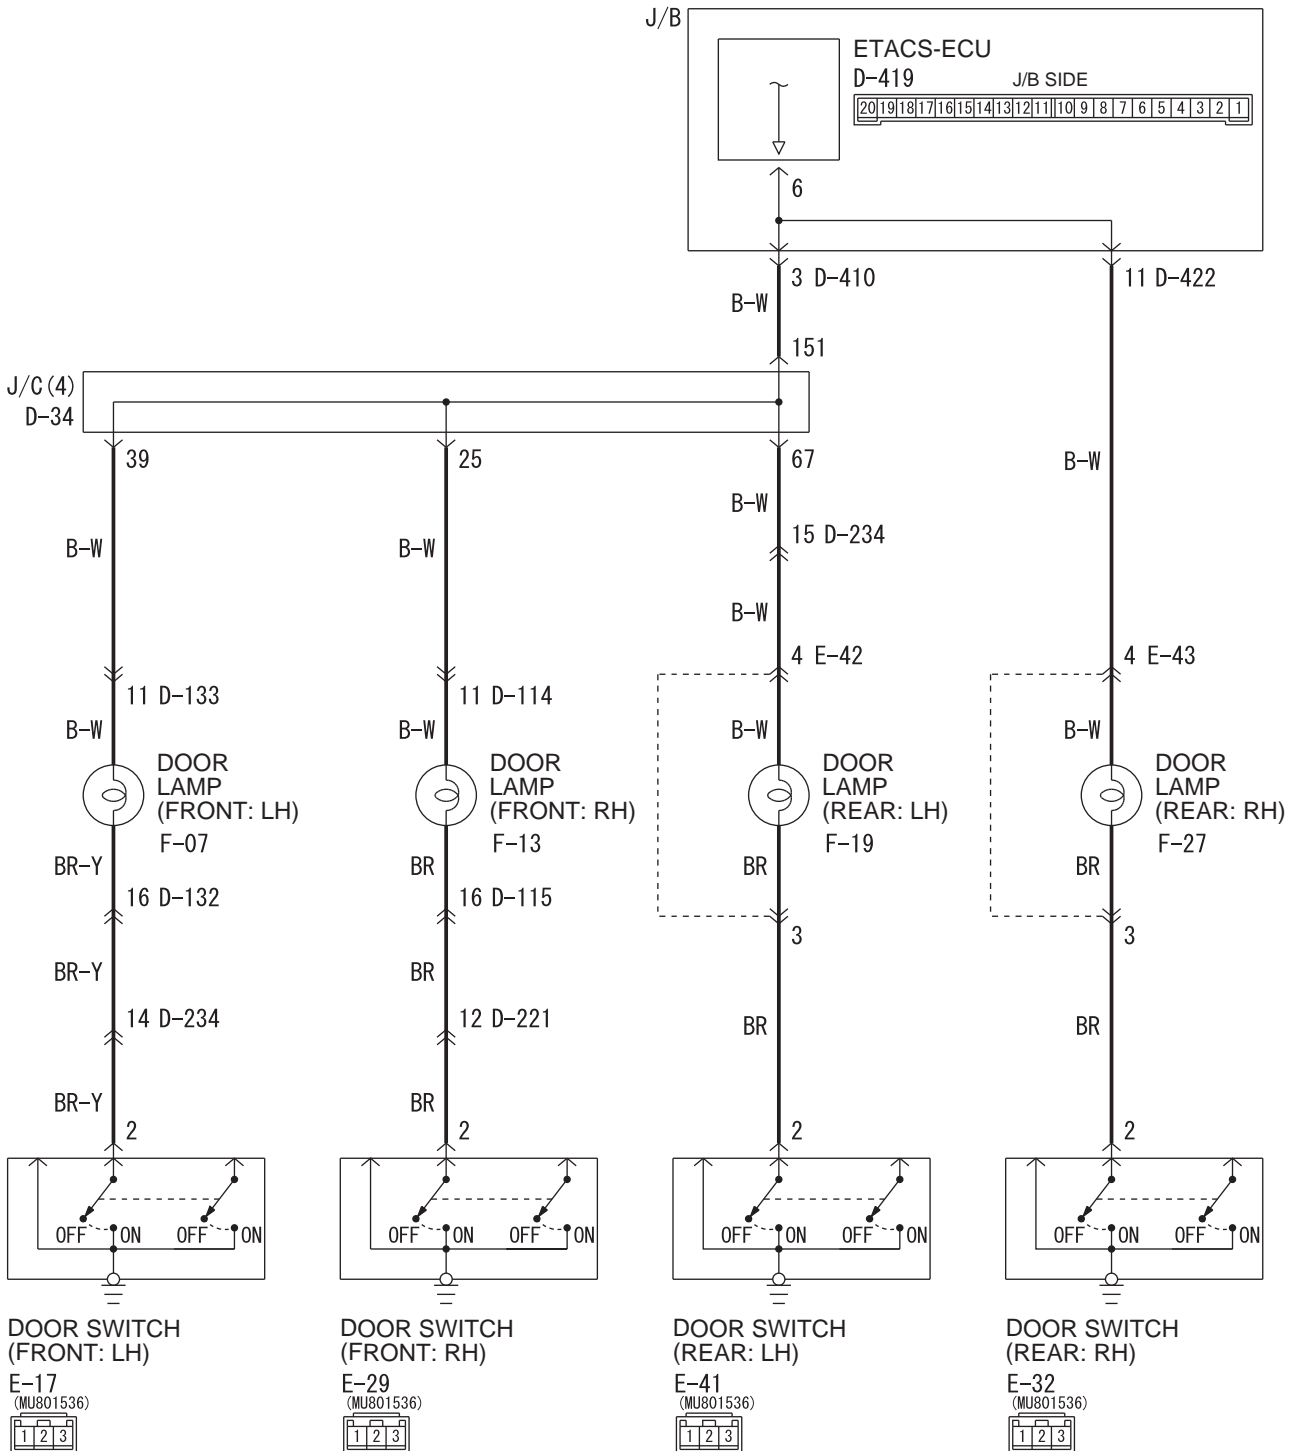 J/B
ETACS-ECU
D-419
J/B SIDE
20 19 18 17 16 15 14 13 12 11 10 9 8 7 6 5 4 3 2 1
6
3 D-410
11 D-422
B-W
151
J/C(4)
D-34
39
25
67
B-W
B-W
15 D-234
B-W
B-W
B-W
4 E-42
4 E-43
11 D-133
11 D-114
B-W
B-W
B-W
B-W
DOOR
LAMP
(FRONT: LH)
F-07
DOOR
LAMP
(FRONT: RH)
F-13
DOOR
LAMP
(REAR: LH)
F-19
DOOR
LAMP
(REAR: RH)
F-27
BR-Y
BR
BR
BR
16 D-132
16 D-115
3
3
BR-Y
BR
14 D-234
12 D-221
BR
BR
BR-Y
BR
2
2
2
2
OFF ON OFF ON
OFF ON OFF ON
OFF ON OFF ON
OFF ON OFF ON
DOOR SWITCH
(FRONT: LH)
E-17
(MU801536)
1 2 3
DOOR SWITCH
(FRONT: RH)
E-29
(MU801536)
1 2 3
DOOR SWITCH
(REAR: LH)
E-41
(MU801536)
1 2 3
DOOR SWITCH
(REAR: RH)
E-32
(MU801536)
1 2 3